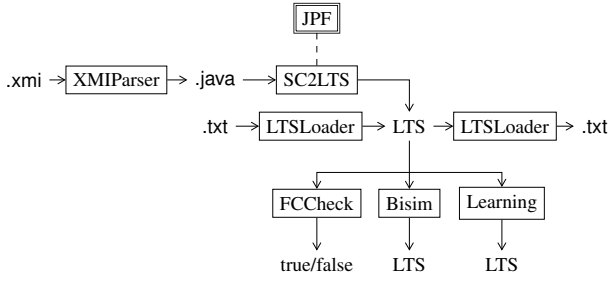 JPF
.xmi XMIParser .java SC2LTS
.txt LTSLoader LTS LTSLoader .txt
FCCheck Bisim Learning
true/false LTS LTS